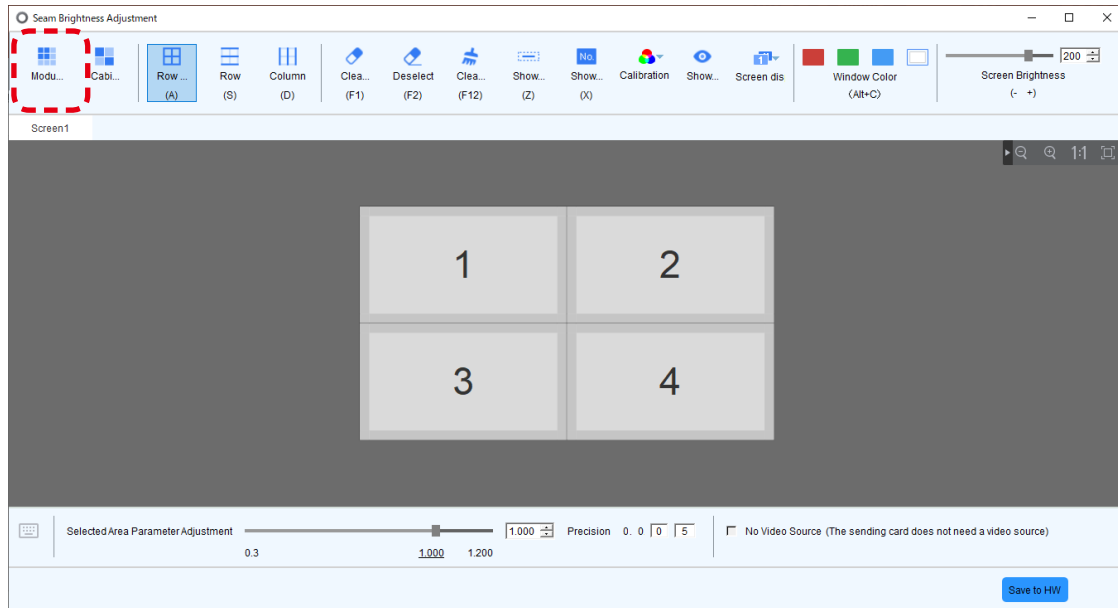 Seam Brightness Adjustment
Modu... Cabi... Row ... Row Column Clea... Deselect Clea... Show... No. Show... Calibration Show... 1 Screen dis Window Color 200 Screen Brightness
(A) (S) (D) (F1) (F2) (F12) (Z) (X) (Alt+C) (- +)
Screen1
1:1
1 2
3 4
Selected Area Parameter Adjustment 1.000 Precision 0. 0 0 5 No Video Source (The sending card does not need a video source)
0.3 1.000 1.200
Save to HW